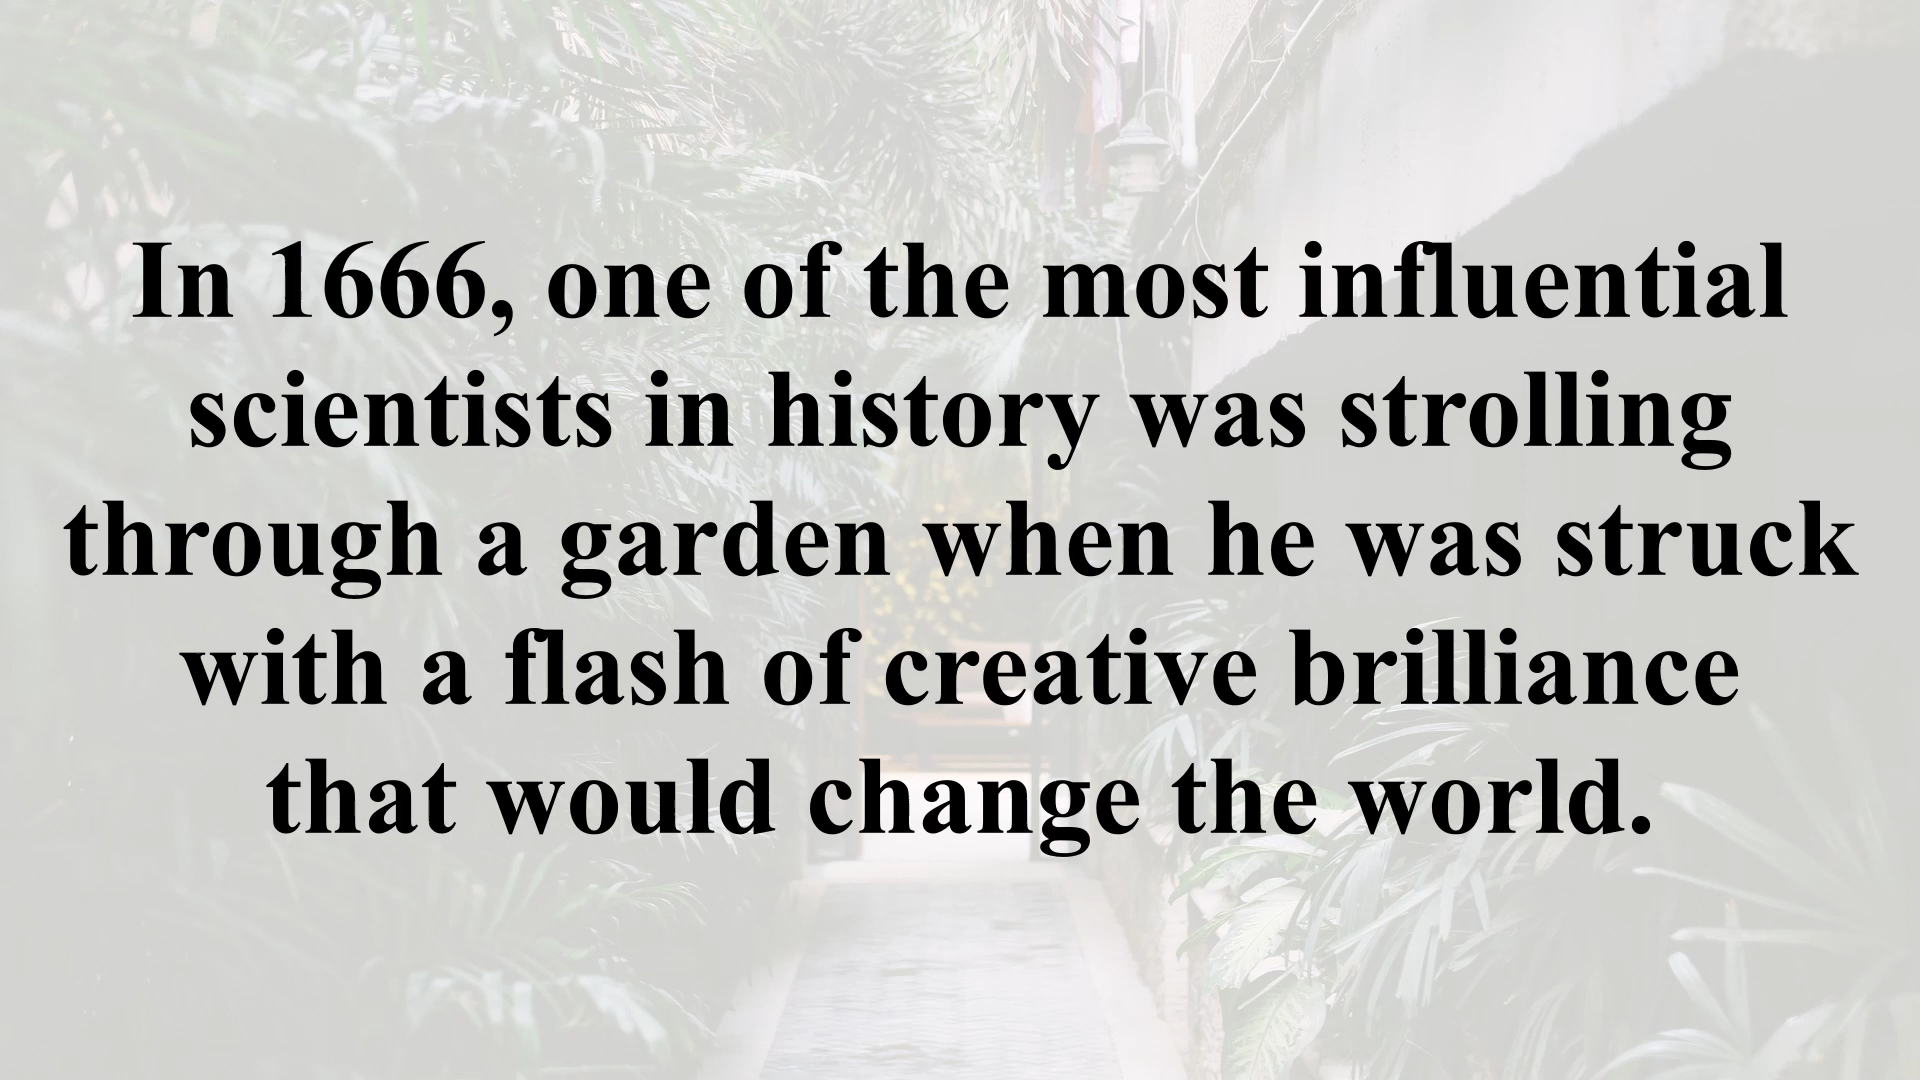 In 1666, one of the most influential
scientists in history was strolling
through a garden when he was struck
with a flash of creative brilliance
that would change the world.